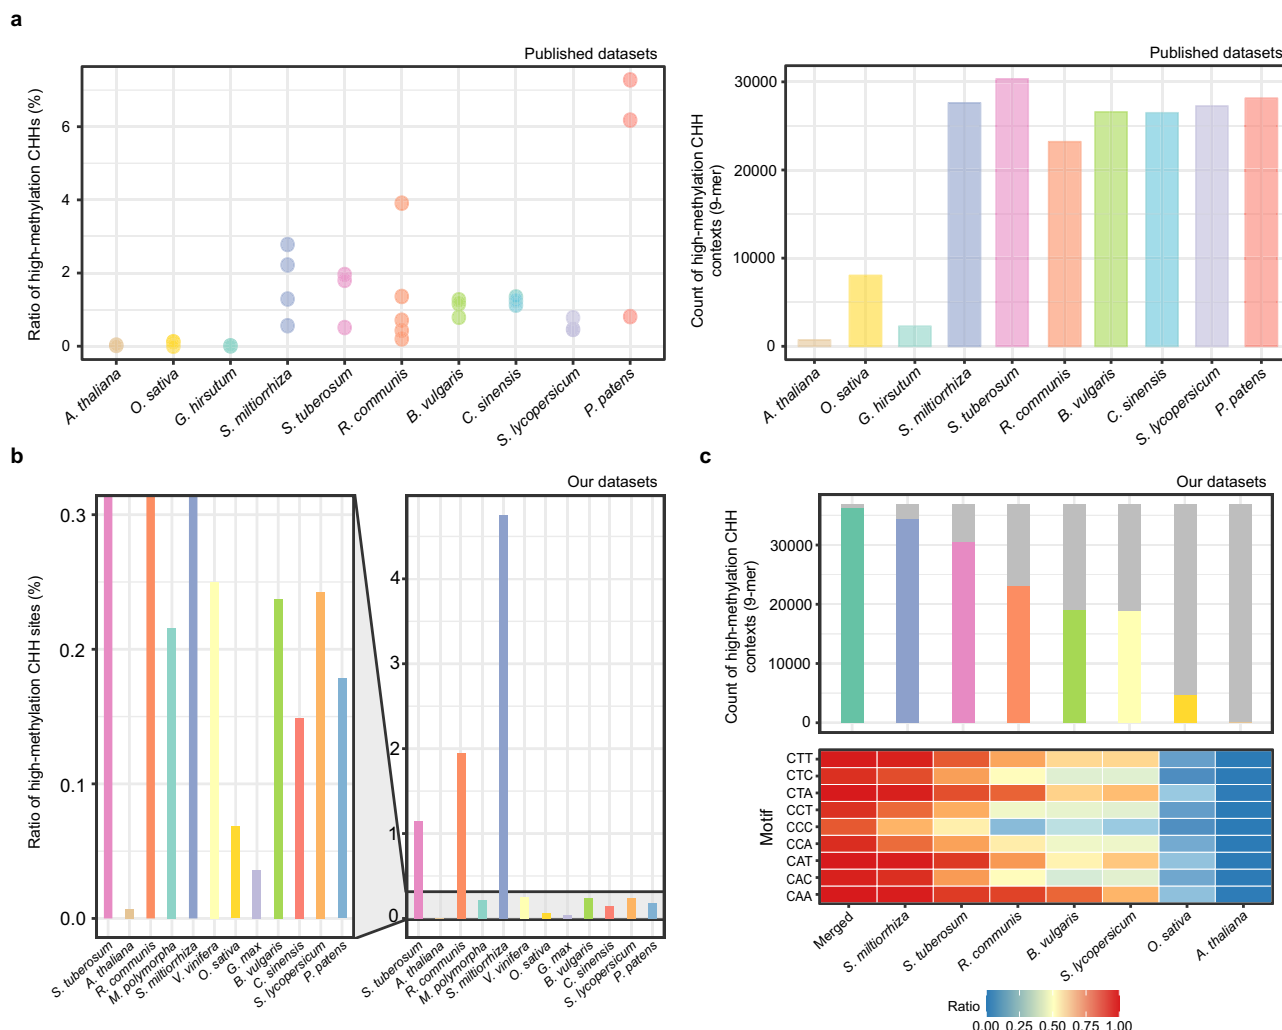 a
Published datasets
Ratio of high-methylation CHHs (%)
6
4
2
0
A. thaliana
O. sativa
G. hirsutum
S. miltiorrhiza
S. tuberosum
R. communis
B. vulgaris
C. sinensis
S. lycopersicum
P. patens
Published datasets
Count of high-methylation CHH
contexts (9-mer)
30000
20000
10000
0
A. thaliana
O. sativa
G. hirsutum
S. miltiorrhiza
S. tuberosum
R. communis
B. vulgaris
C. sinensis
S. lycopersicum
P. patens
b
Our datasets
Ratio of high-methylation CHH sites (%)
0.3
0.2
0.1
0.0
S. tuberosum
A. thaliana
R. communis
M. polymorpha
S. miltiorrhiza
V. vinifera
O. sativa
G. max
B. vulgaris
C. sinensis
S. lycopersicum
P. patens
4
3
2
1
0
S. tuberosum
A. thaliana
R. communis
M. polymorpha
S. miltiorrhiza
V. vinifera
O. sativa
G. max
B. vulgaris
C. sinensis
S. lycopersicum
P. patens
c
Our datasets
Count of high-methylation CHH
contexts (9-mer)
30000
20000
10000
0
Motif
CTT
CTC
CTA
CCT
CCC
CCA
CAT
CAC
CAA
Merged
S. miltiorrhiza
S. tuberosum
R. communis
B. vulgaris
S. lycopersicum
O. sativa
A. thaliana
Ratio
0.00 0.25 0.50 0.75 1.00